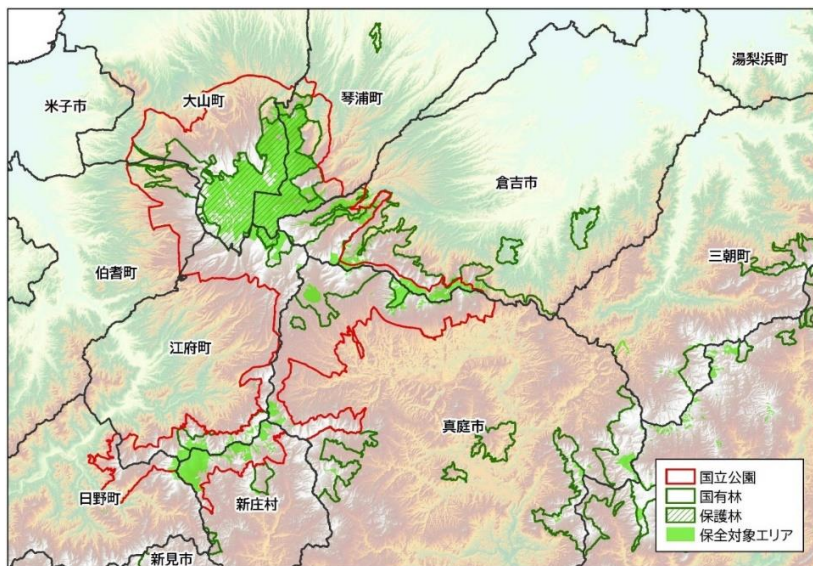 湯梨浜町
米子市
大山町
琴浦町
倉吉市
三朝町
伯耆町
江府町
真庭市
日野町
新庄村
新見市
国立公園
国有林
保護林
保全対象エリア